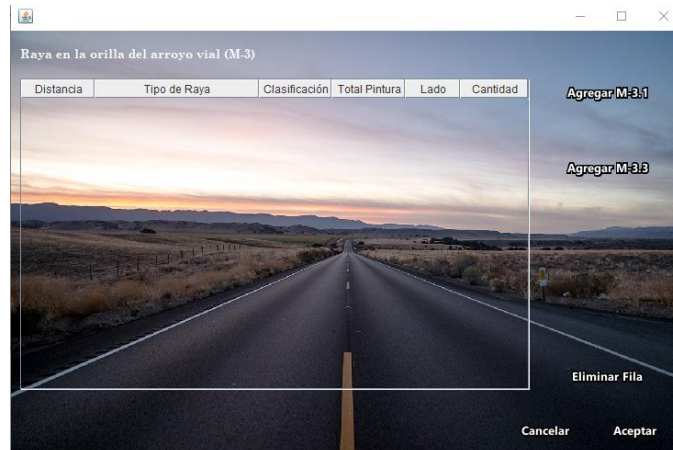 Raya en la orilla del arroyo vial (M-3)
Distancia Tipo de Raya Clasificación Total Pintura Lado Cantidad
Agregar M-3.1
Agregar M-3.3
Eliminar Fila
Cancelar Aceptar